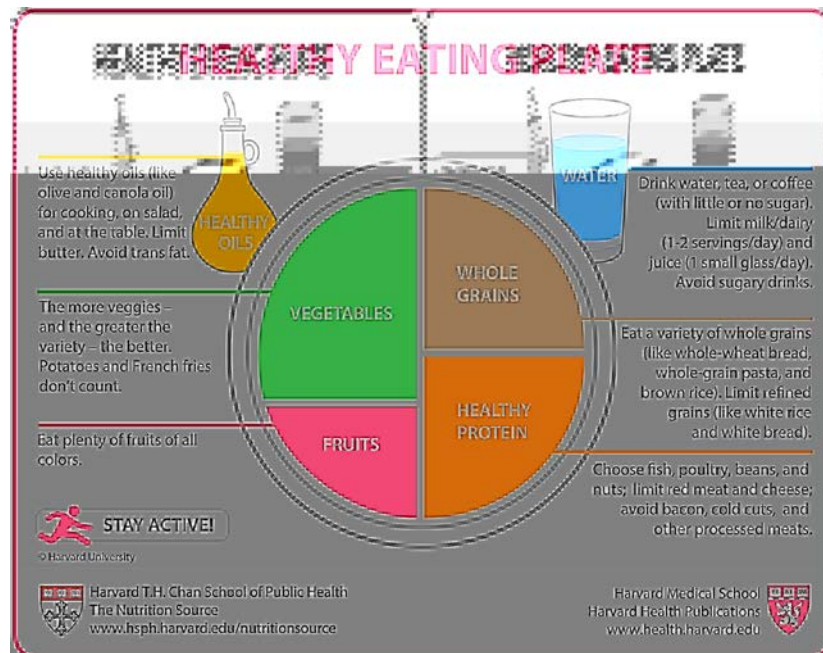 HEALTHY EATING PLATE
Use healthy oils (like
olive and canola oil)
for cooking, on salad,
and at the table. Limit
butter. Avoid trans fat.
HEALTHY
OILS
The more veggies –
and the greater the
variety – the better.
Potatoes and French fries
don't count.
Eat plenty of fruits of all
colors.
VEGETABLES
FRUITS
WHOLE
GRAINS
HEALTHY
PROTEIN
WATER
Drink water, tea, or coffee
(with little or no sugar).
Limit milk/dairy
(1-2 servings/day) and
juice (1 small glass/day).
Avoid sugary drinks.
Eat a variety of whole grains
(like whole-wheat bread,
whole-grain pasta, and
brown rice). Limit refined
grains (like white rice
and white bread).
Choose fish, poultry, beans, and
nuts; limit red meat and cheese;
avoid bacon, cold cuts, and
other processed meats.
STAY ACTIVE!
© Harvard University
Harvard T.H. Chan School of Public Health
The Nutrition Source
www.hsph.harvard.edu/nutritionsource
Harvard Medical School
Harvard Health Publications
www.health.harvard.edu